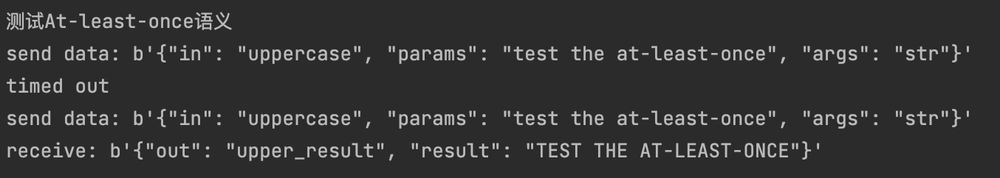 测试At-least-once语义
send data: b'{"in": "uppercase", "params": "test the at-least-once", "args": "str"}'
timed out
send data: b'{"in": "uppercase", "params": "test the at-least-once", "args": "str"}'
receive: b'{"out": "upper_result", "result": "TEST THE AT-LEAST-ONCE"}'